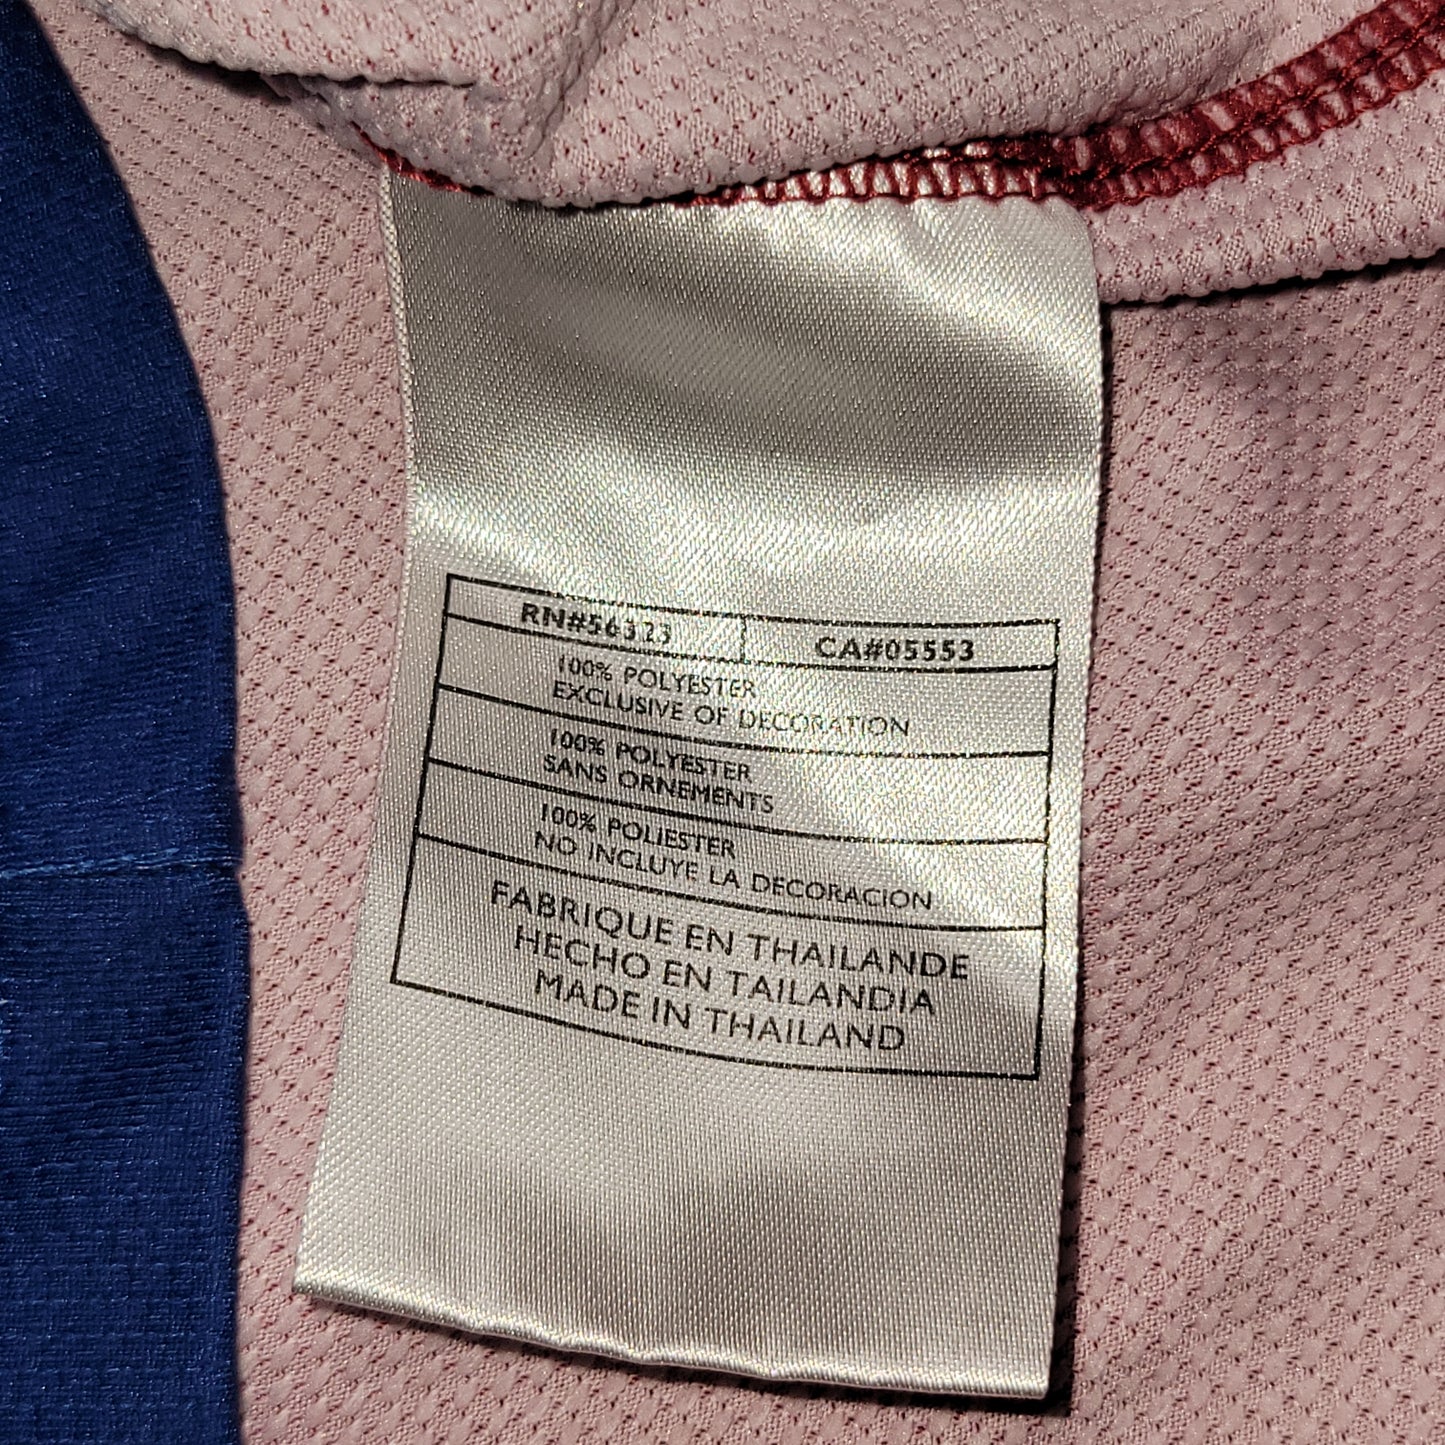 RN#56323 CA#05553
100% POLYESTER
EXCLUSIVE OF DECORATION
100% POLYESTER
SANS ORNEMENTS
100% POLIESTER
NO INCLUYE LA DECORACION
FABRIQUE EN THAILANDE
HECHO EN TAILANDIA
MADE IN THAILAND